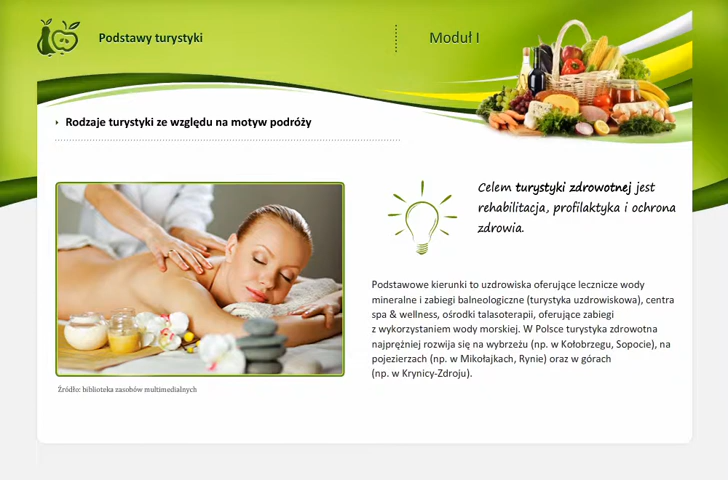 Podstawy turystyki
Moduł I
Rodzaje turystyki ze względu na motyw podróży
Celem turystyki zdrowotnej jest
rehabilitacja, profilaktyka i ochrona
zdrowia.
Podstawowe kierunki to uzdrowiska oferujące lecznicze wody
mineralne i zabiegi balneologiczne (turystyka uzdrowiskowa), centra
spa & wellness, ośrodki talasoterapii, oferujące zabiegi
z wykorzystaniem wody morskiej. W Polsce turystyka zdrowotna
najprężniej rozwija się na wybrzeżu (np. w Kołobrzegu, Sopocie), na
pojezierzach (np. w Mikołajkach, Rynie) oraz w górach
(np. w Krynicy-Zdroju).
Źródło: biblioteka zasobów multimedialnych